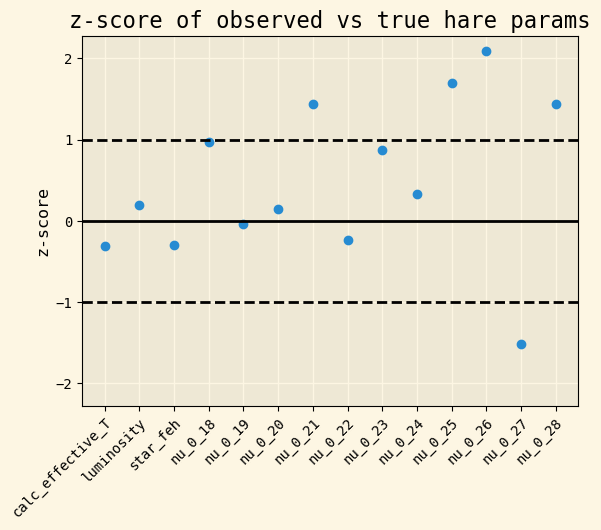 z-score of observed vs true hare params
z-score
2
1
0
−1
−2
calc_effective_T
luminosity
star_feh
nu_0_18
nu_0_19
nu_0_20
nu_0_21
nu_0_22
nu_0_23
nu_0_24
nu_0_25
nu_0_26
nu_0_27
nu_0_28